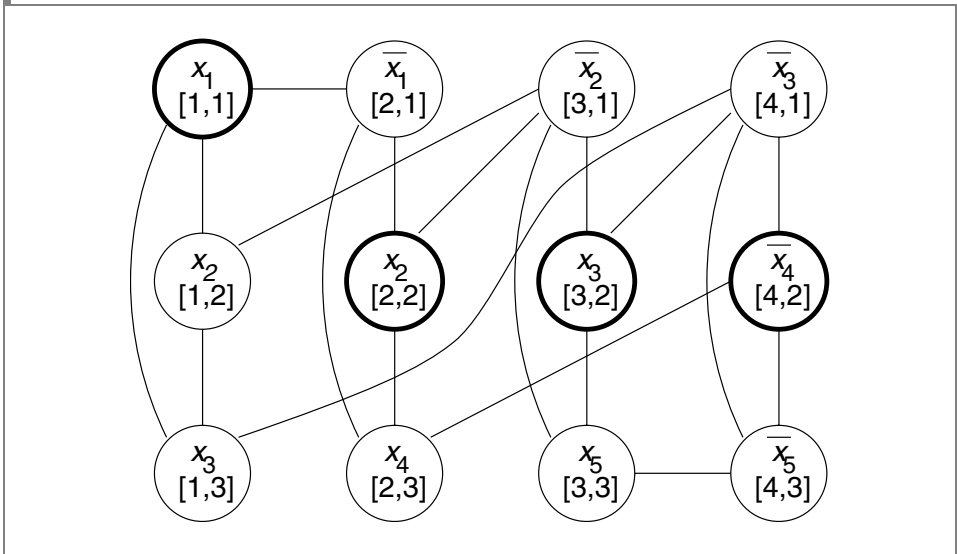 x₁
[1,1]
x̅₁
[2,1]
x̅₂
[3,1]
x̅₃
[4,1]
x₂
[1,2]
x₂
[2,2]
x₃
[3,2]
x̅₄
[4,2]
x₃
[1,3]
x₄
[2,3]
x₅
[3,3]
x̅₅
[4,3]